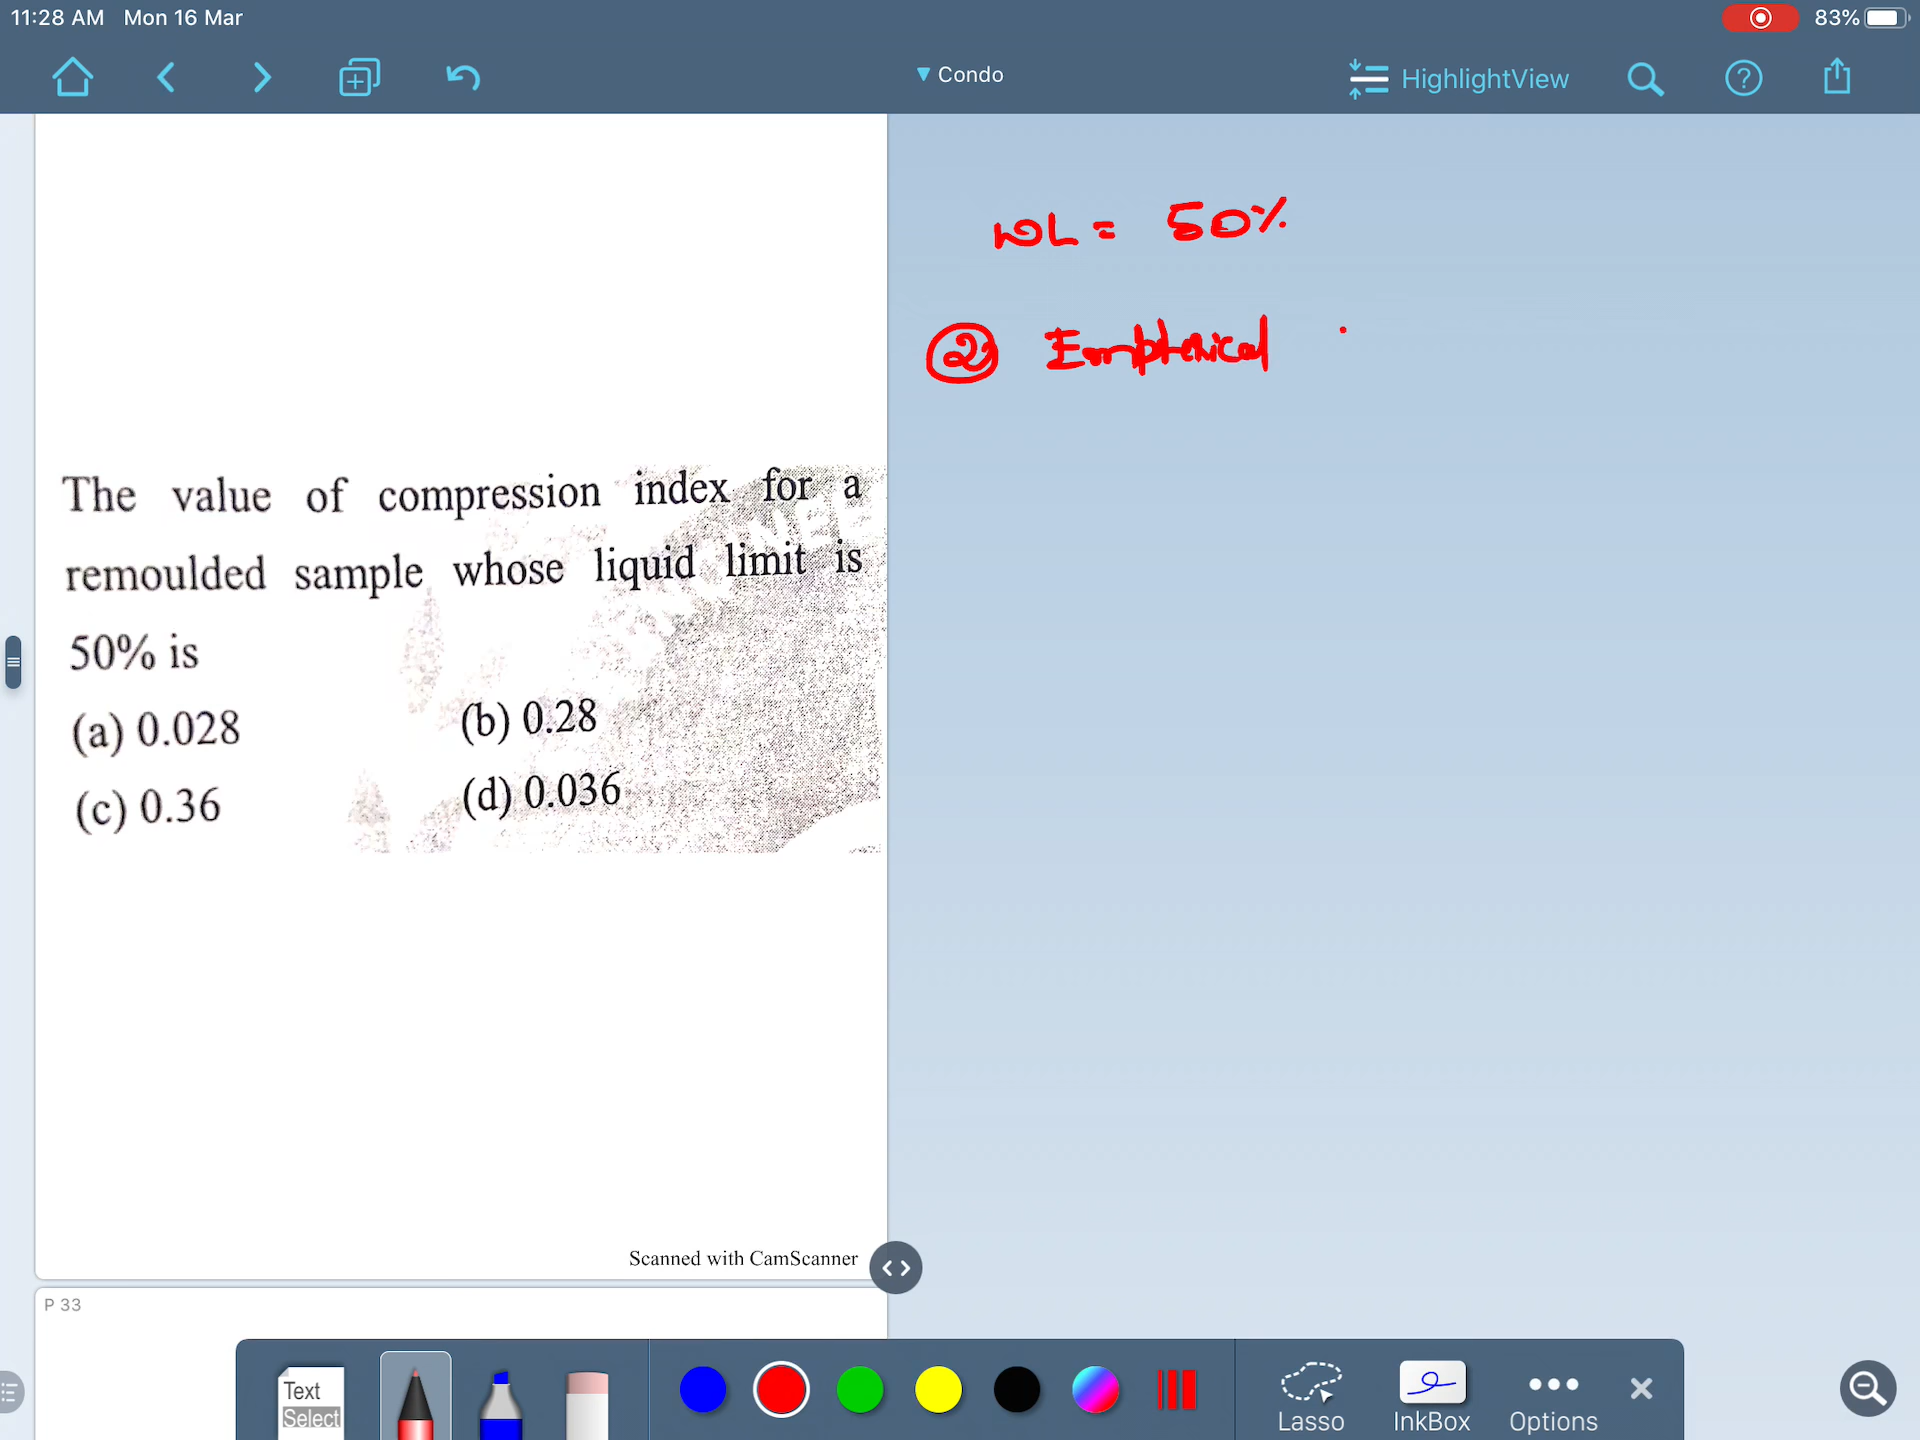 11:28 AM Mon 16 Mar
83%
Condo
HighlightView
WL = 50%
② Empherical
The value of compression index for a
remoulded sample whose liquid limit is
50% is
(a) 0.028 (b) 0.28
(c) 0.36 (d) 0.036
Scanned with CamScanner
P 33
Text
Select
Lasso InkBox Options